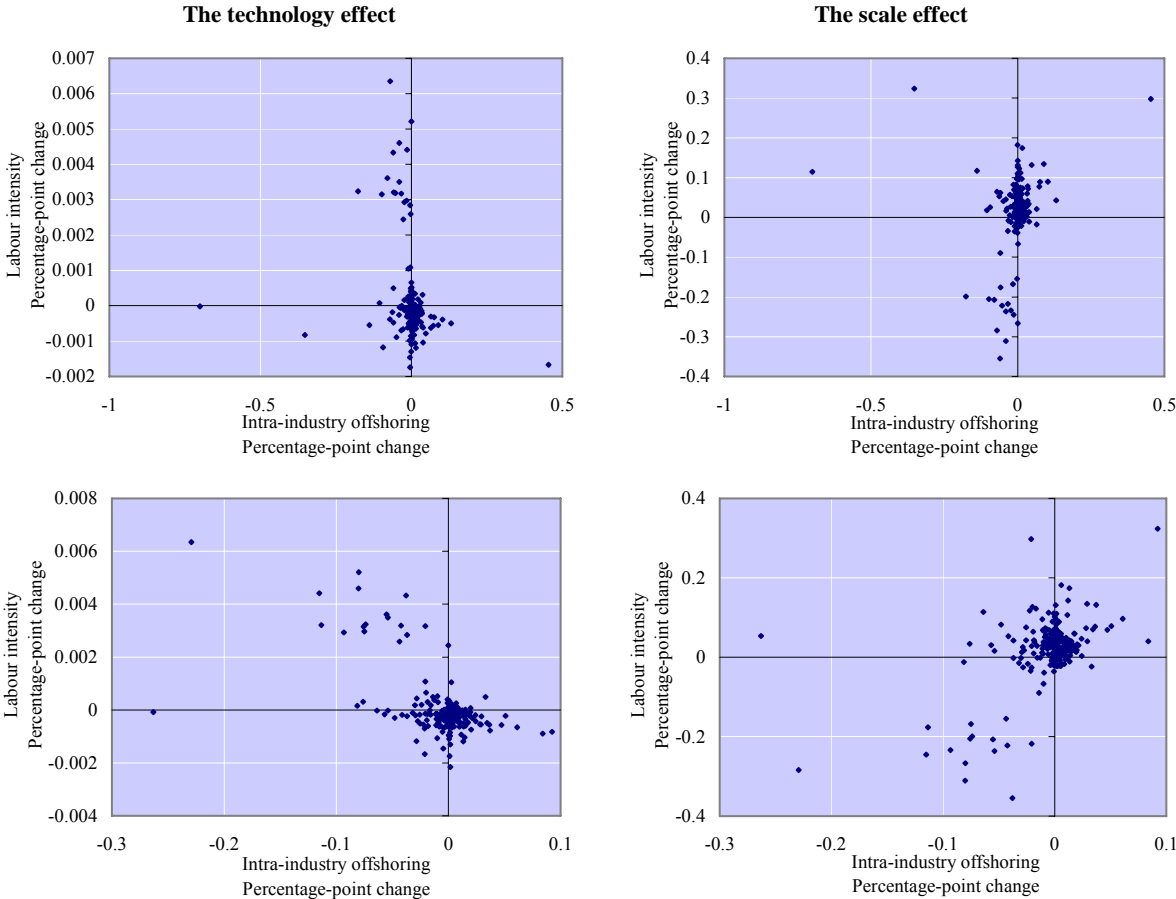 The technology effect
The scale effect
Labour intensity
Percentage-point change
0.007
0.006
0.005
0.004
0.003
0.002
0.001
0
-0.001
-0.002
-1
-0.5
0
0.5
Intra-industry offshoring
Percentage-point change
Labour intensity
Percentage-point change
0.4
0.3
0.2
0.1
0
-0.1
-0.2
-0.3
-0.4
-1
-0.5
0
0.5
Intra-industry offshoring
Percentage-point change
Labour intensity
Percentage-point change
0.008
0.006
0.004
0.002
0
-0.002
-0.004
-0.3
-0.2
-0.1
0
0.1
Intra-industry offshoring
Percentage-point change
Labour intensity
Percentage-point change
0.4
0.2
0
-0.2
-0.4
-0.3
-0.2
-0.1
0
0.1
Intra-industry offshoring
Percentage-point change